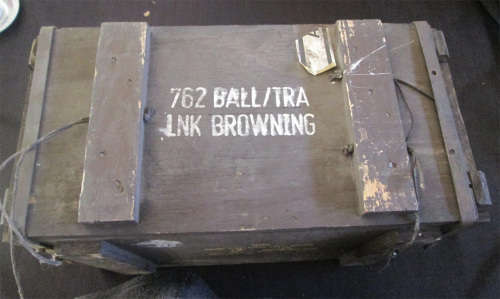 762 BALL/TRA
LNK BROWNING